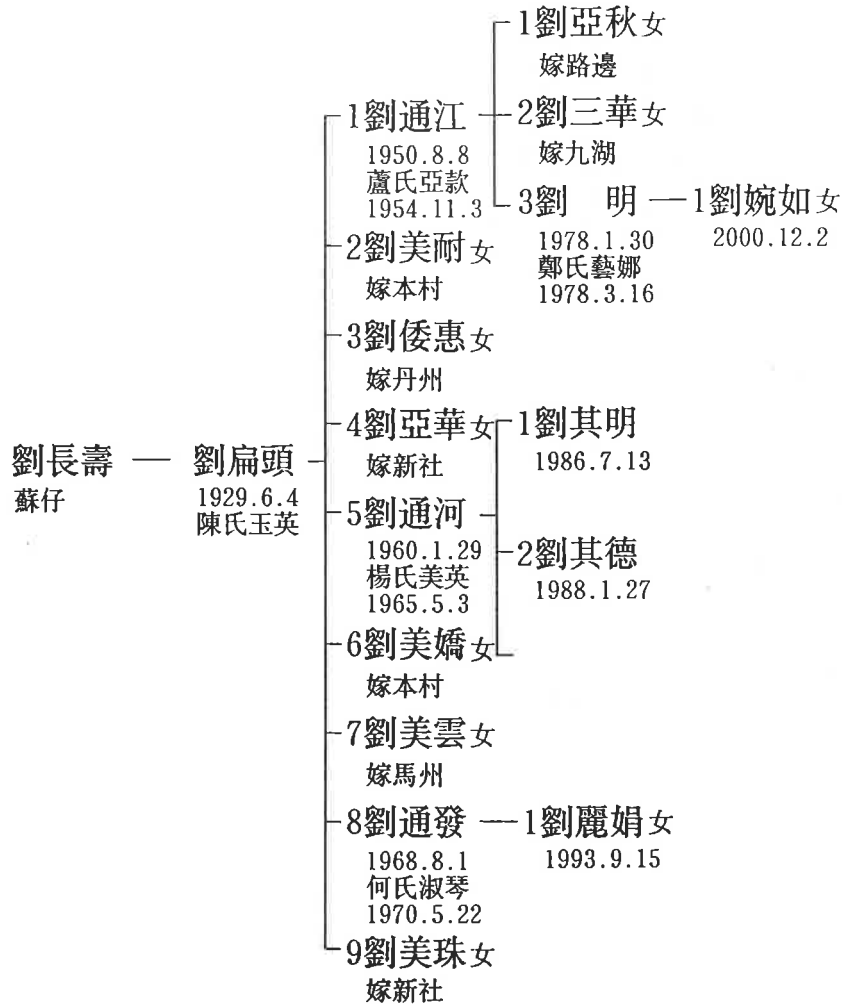 劉長壽
蘇仔
劉扁頭
1929.6.4
陳氏玉英
1劉通江
1950.8.8
蘆氏亞款
1954.11.3
1劉亞秋女
嫁路邊
2劉三華女
嫁九湖
3劉　明
1978.1.30
鄭氏藝娜
1978.3.16
1劉婉如女
2000.12.2
2劉美耐女
嫁本村
3劉倭惠女
嫁丹州
4劉亞華女
嫁新社
5劉通河
1960.1.29
楊氏美英
1965.5.3
1劉其明
1986.7.13
2劉其德
1988.1.27
6劉美嬌女
嫁本村
7劉美雲女
嫁馬州
8劉通發
1968.8.1
何氏淑琴
1970.5.22
1劉麗娟女
1993.9.15
9劉美珠女
嫁新社